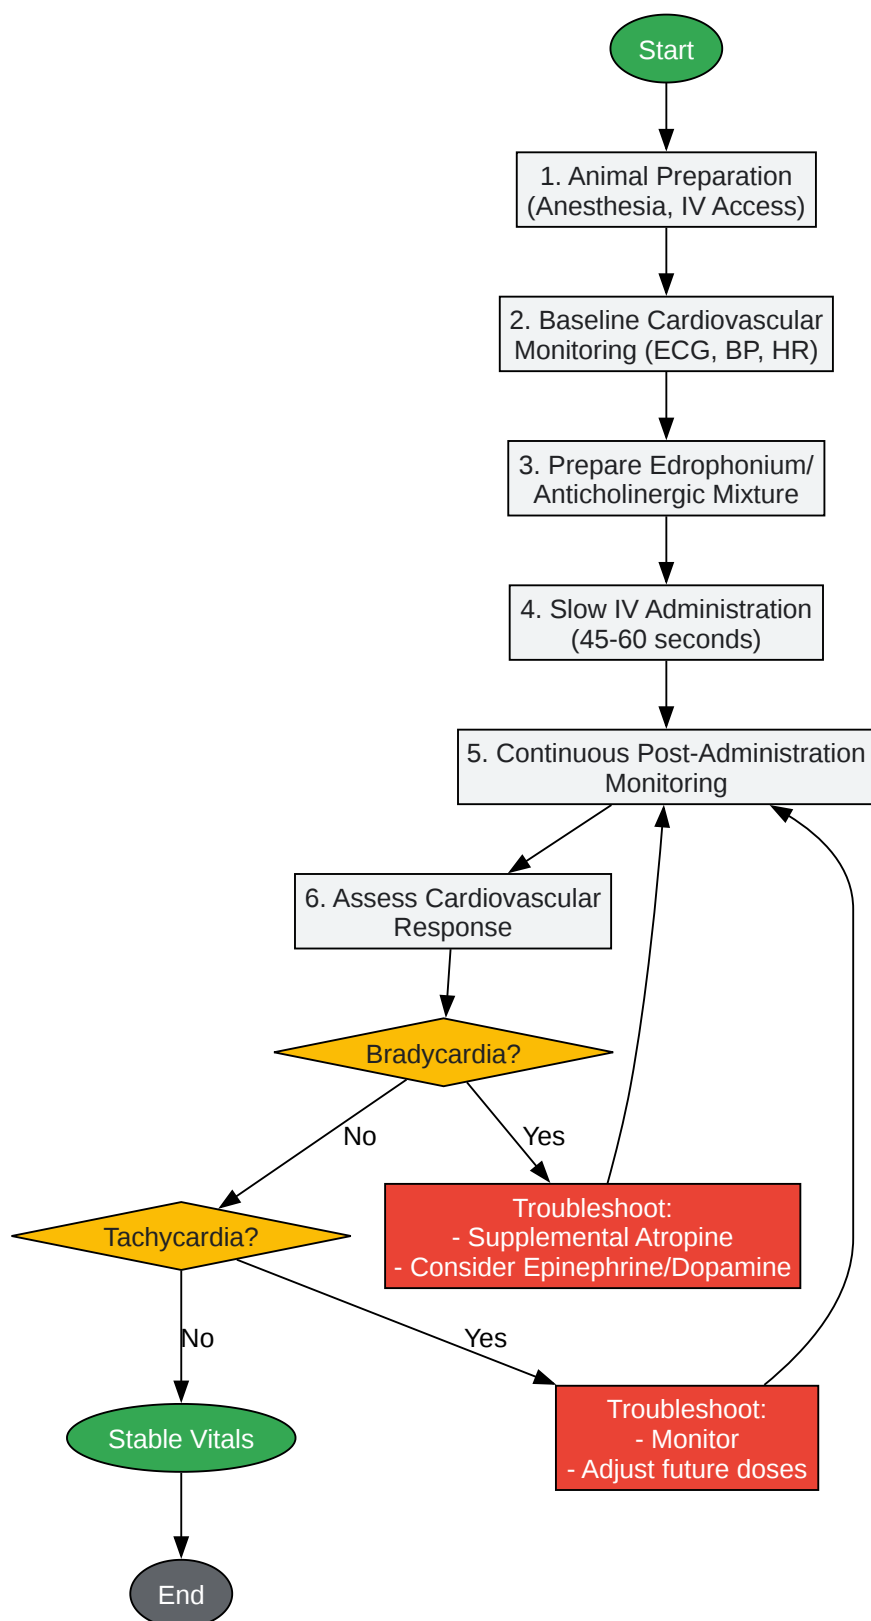 Start
1. Animal Preparation
(Anesthesia, IV Access)
2. Baseline Cardiovascular
Monitoring (ECG, BP, HR)
3. Prepare Edrophonium/
Anticholinergic Mixture
4. Slow IV Administration
(45-60 seconds)
5. Continuous Post-Administration
Monitoring
6. Assess Cardiovascular
Response
Bradycardia?
No
Yes
Troubleshoot:
- Supplemental Atropine
- Consider Epinephrine/Dopamine
Tachycardia?
No
Yes
Troubleshoot:
- Monitor
- Adjust future doses
Stable Vitals
End